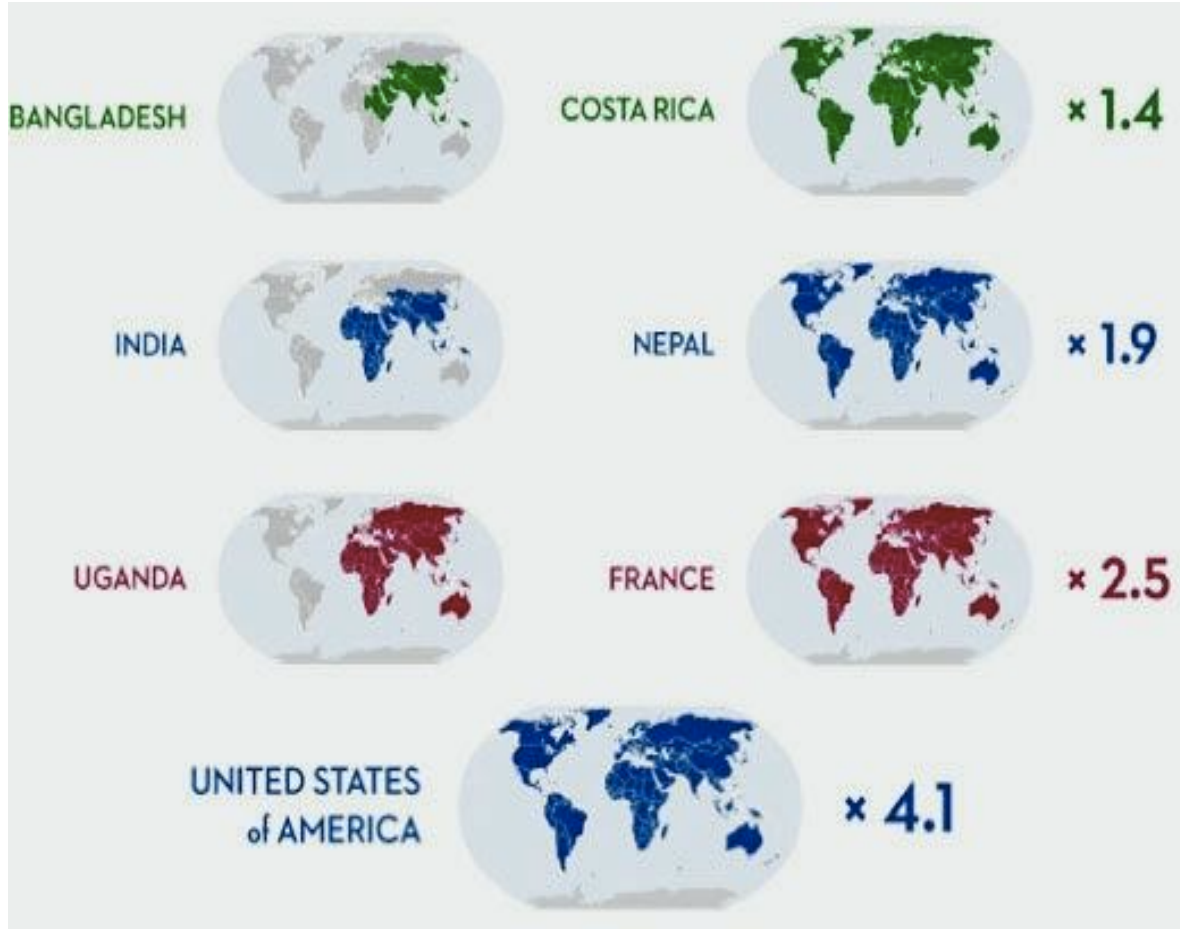 BANGLADESH
COSTA RICA
× 1.4
INDIA
NEPAL
× 1.9
UGANDA
FRANCE
× 2.5
UNITED STATES
of AMERICA
× 4.1